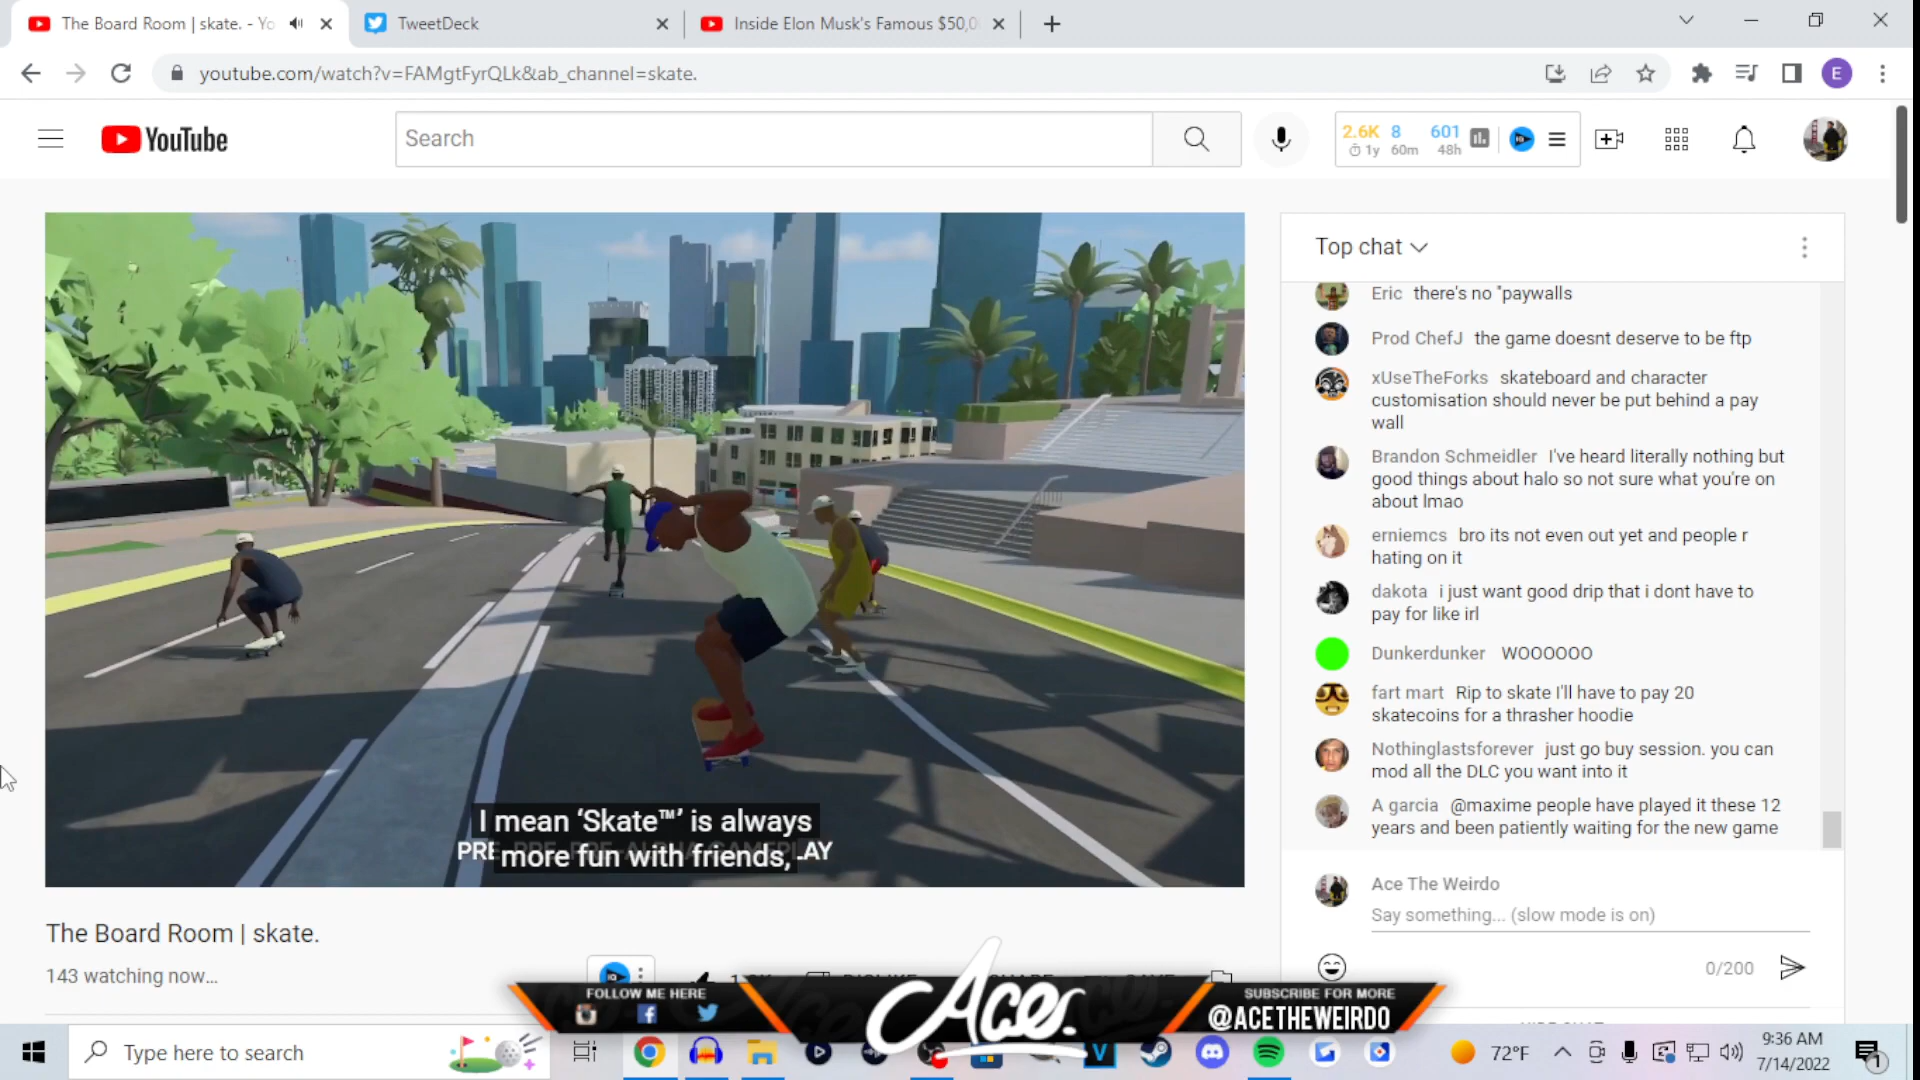 The Board Room | skate. - Yo
TweetDeck
Inside Elon Musk's Famous $50,0
youtube.com/watch?v=FAMgtFyrQLk&ab_channel=skate.
E
YouTube
Search
2.6K 8 601
1y 60m 48h
Top chat
Eric there's no "paywalls
Prod ChefJ the game doesnt deserve to be ftp
xUseTheForks skateboard and character
customisation should never be put behind a pay
wall
Brandon Schmeidler I've heard literally nothing but
good things about halo so not sure what you're on
about lmao
erniemcs bro its not even out yet and people r
hating on it
dakota i just want good drip that i dont have to
pay for like irl
Dunkerdunker WOOOOOO
fart mart Rip to skate I'll have to pay 20
skatecoins for a thrasher hoodie
Nothinglastsforever just go buy session. you can
mod all the DLC you want into it
A garcia @maxime people have played it these 12
years and been patiently waiting for the new game
Ace The Weirdo
Say something... (slow mode is on)
0/200
I mean ‘Skate™’ is always
more fun with friends,
The Board Room | skate.
143 watching now...
FOLLOW ME HERE
Ace.
SUBSCRIBE FOR MORE
@ACETHEWEIRDO
Type here to search
72°F
9:36 AM
7/14/2022
1